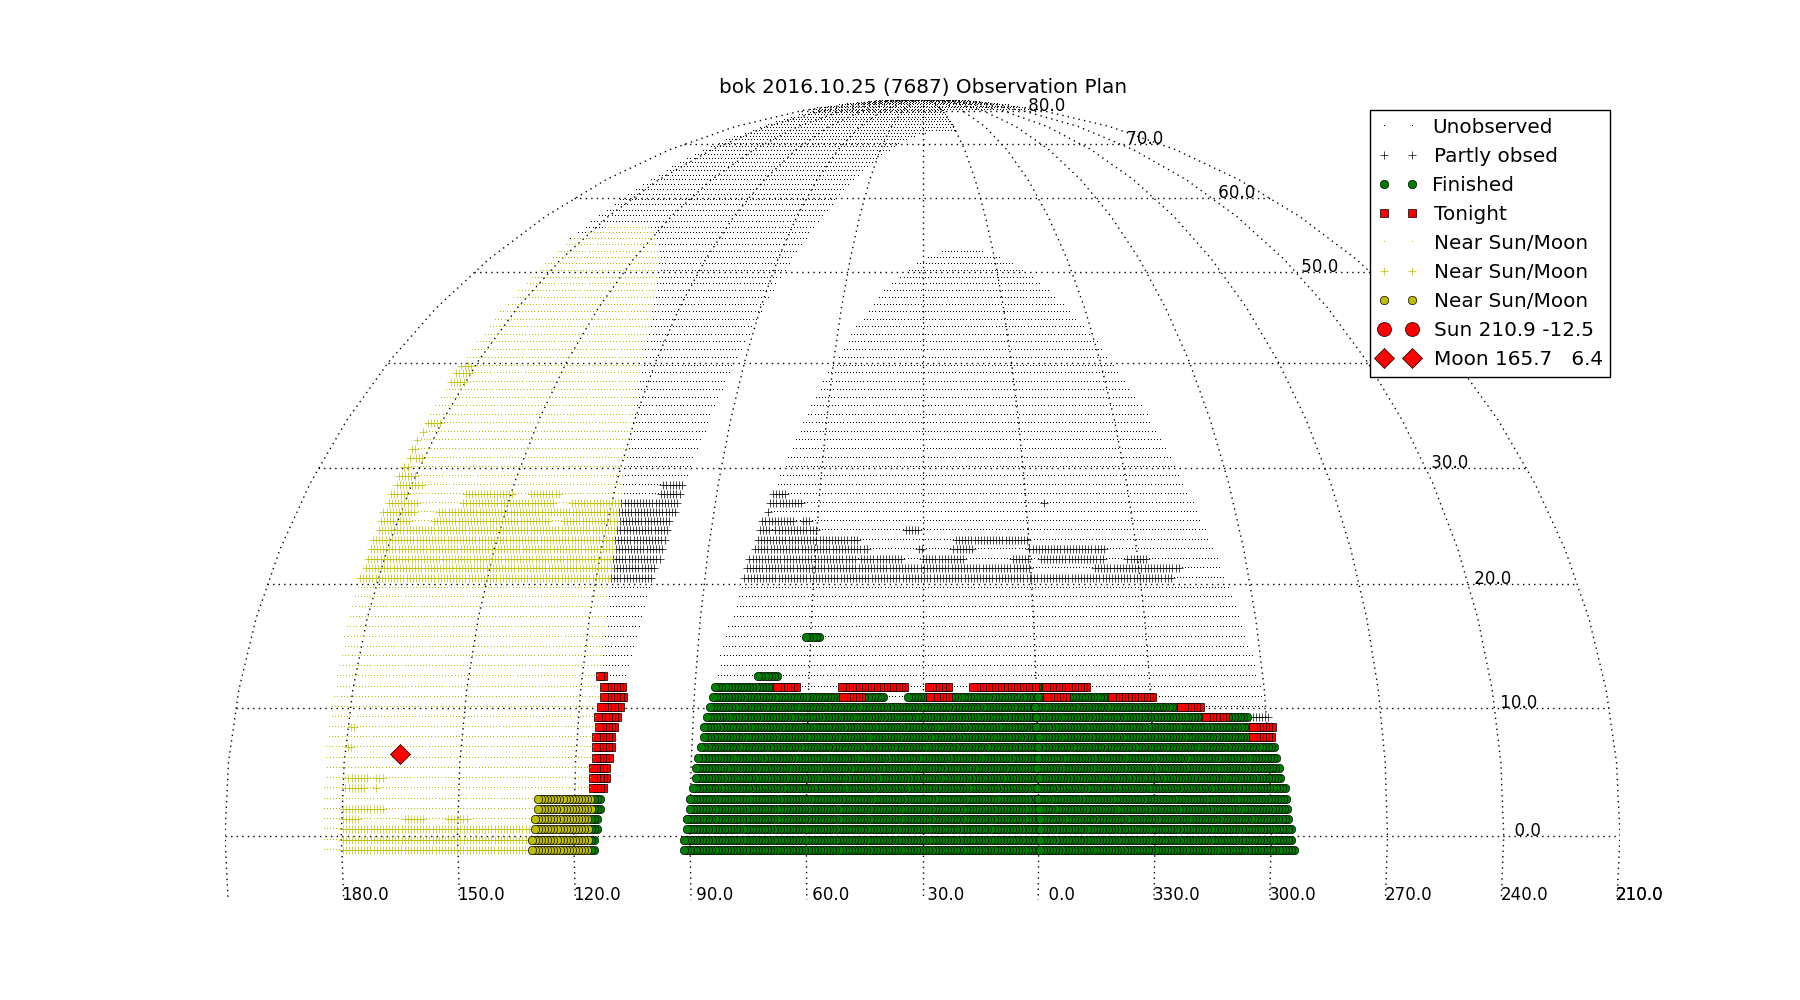 bok 2016.10.25 (7687) Observation Plan
80.0
70.0
60.0
50.0
30.0
20.0
10.0
0.0
Unobserved
Partly obsed
Finished
Tonight
Near Sun/Moon
Near Sun/Moon
Near Sun/Moon
Sun 210.9 -12.5
Moon 165.7 6.4
180.0 150.0 120.0 90.0 60.0 30.0 0.0 330.0 300.0 270.0 240.0 210.0